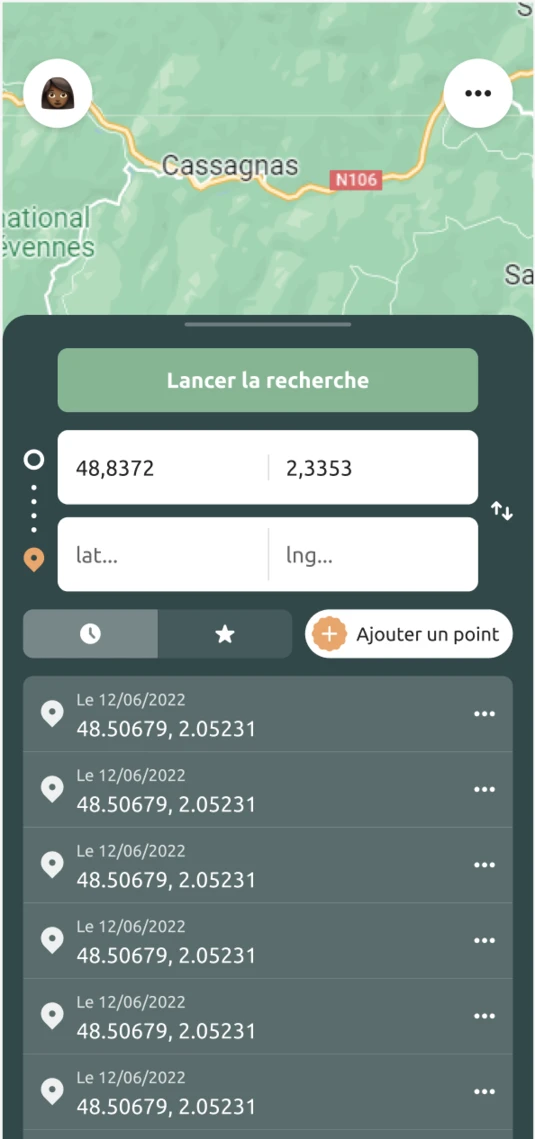 S
Cassagnas
N106
national
évennes
Sa
Lancer la recherche
48,8372
2,3353
lat...
lng...
Ajouter un point
Le 12/06/2022
48.50679, 2.05231
Le 12/06/2022
48.50679, 2.05231
Le 12/06/2022
48.50679, 2.05231
Le 12/06/2022
48.50679, 2.05231
Le 12/06/2022
48.50679, 2.05231
Le 12/06/2022
48.50679, 2.05231